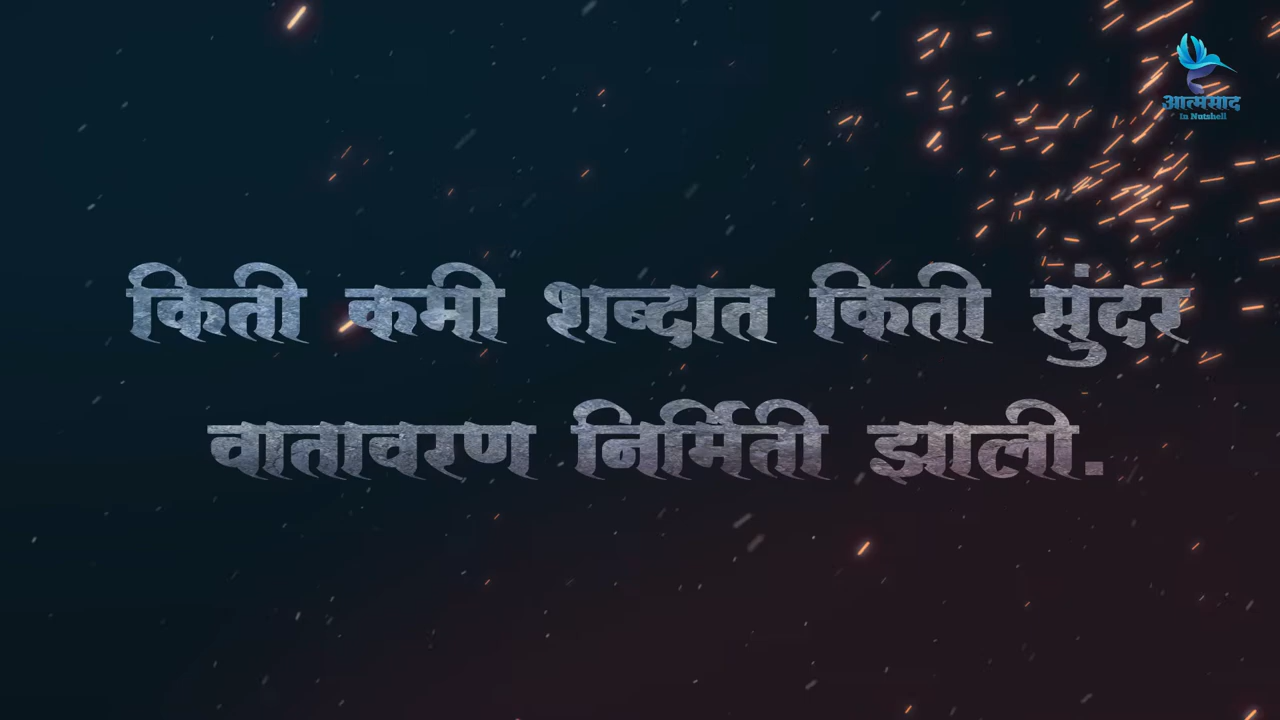 आत्मसाद
In Nutshell
किती कमी शब्दात किती सुंदर
वातावरण निर्मिती झाली.